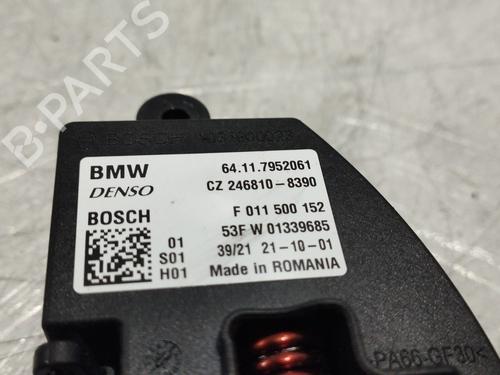 B-PARTS
BOSCH
BMW 64.11.7952061
DENSO CZ 246810-8390
BOSCH F 011 500 152
53F W 01339685
01 39/21 21-10-01
S01 Made in ROMANIA
H01
>PA66-GF30<